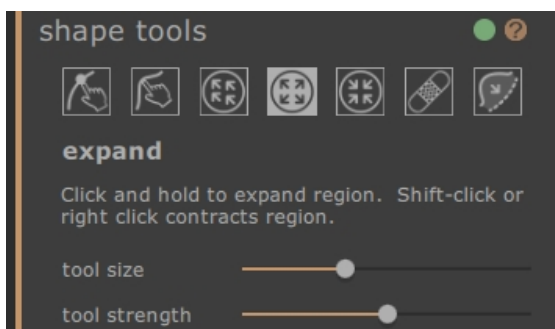 shape tools
?
expand
Click and hold to expand region.  Shift-click or
right click contracts region.
tool size
tool strength